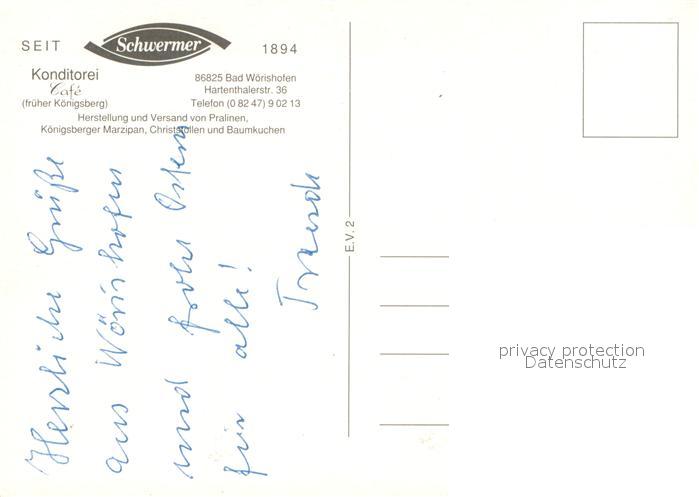 SEIT Schwermer 1894
Konditorei
Café
(früher Königsberg)
86825 Bad Wörishofen
Hartenthalerstr. 36
Telefon (0 82 47) 9 02 13
Herstellung und Versand von Pralinen,
Königsberger Marzipan, Christstollen und Baumkuchen
Herzliche Grüße
aus Wörishofen
und frohe Ostern
für alle!
E.V. 2
privacy protection
Datenschutz